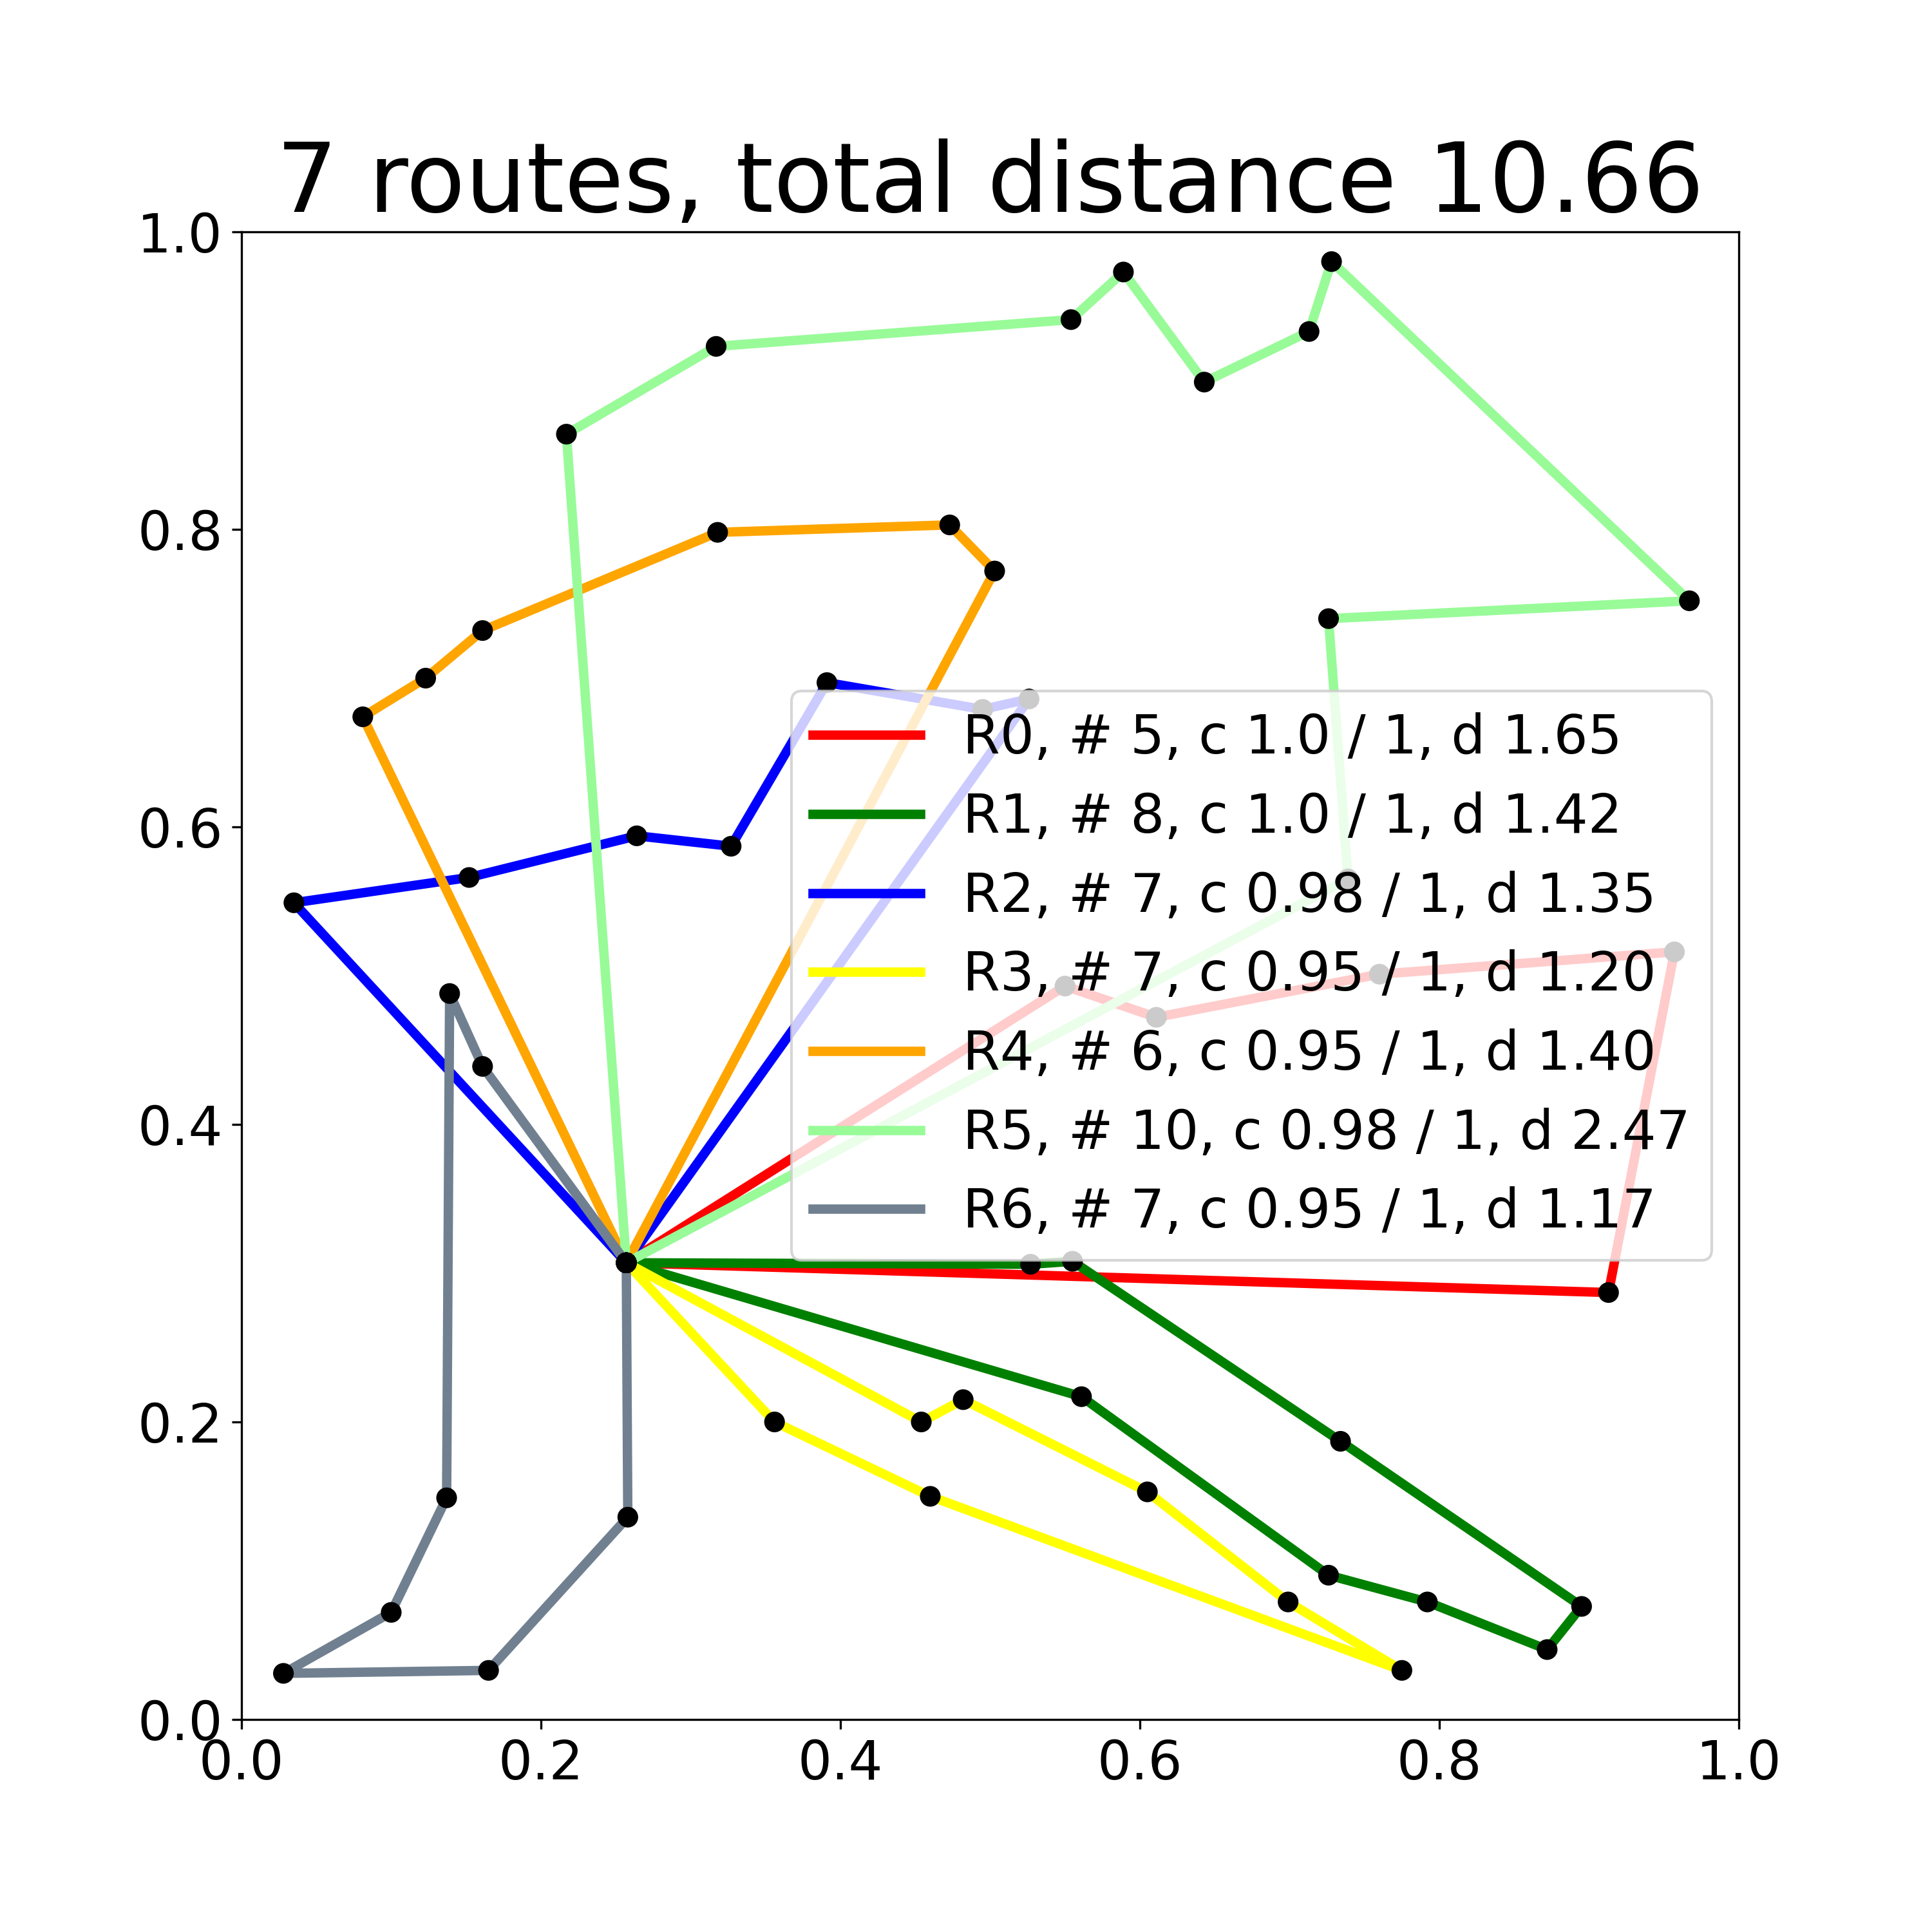 7 routes, total distance 10.66
1.0
0.8
0.6
0.4
0.2
0.0
R0, # 5, c 1.0 / 1, d 1.65
R1, # 8, c 1.0 / 1, d 1.42
R2, # 7, c 0.98 / 1, d 1.35
R3, # 7, c 0.95 / 1, d 1.20
R4, # 6, c 0.95 / 1, d 1.40
R5, # 10, c 0.98 / 1, d 2.47
R6, # 7, c 0.95 / 1, d 1.17
0.0 0.2 0.4 0.6 0.8 1.0